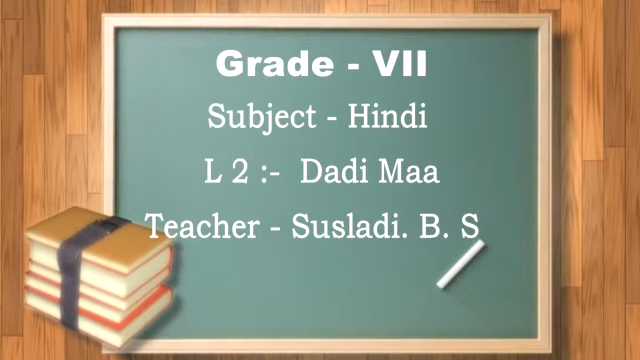 Grade - VII
Subject - Hindi
L 2 :- Dadi Maa
Teacher - Susladi. B. S